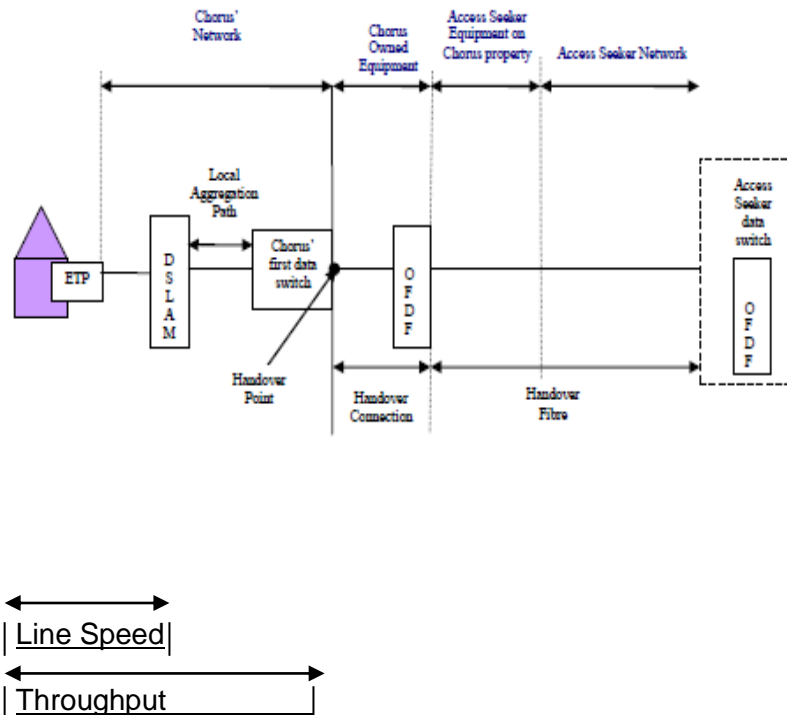 Chorus'
Network
Chorus
Owned
Equipment
Access Seeker
Equipment on
Chorus property
Access Seeker Network
Local
Aggregation
Path
Access
Seeker
data
switch
ETP
D
S
L
A
M
Chorus'
first data
switch
O
F
D
F
O
F
D
F
Handover
Point
Handover
Connection
Handover
Fibre
Line Speed
Throughput